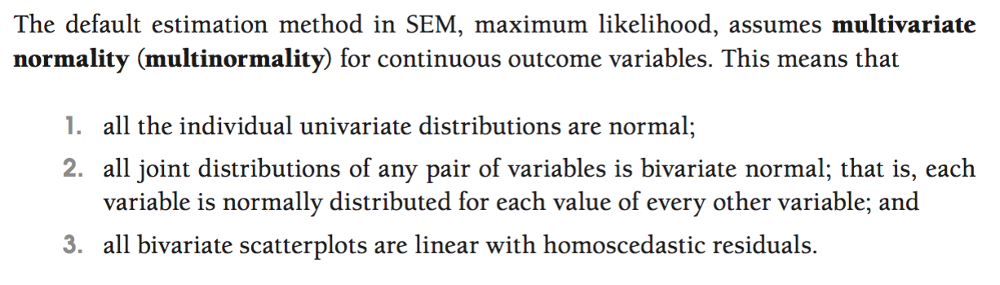 The default estimation method in SEM, maximum likelihood, assumes multivariate
normality (multinormality) for continuous outcome variables. This means that
1. all the individual univariate distributions are normal;
2. all joint distributions of any pair of variables is bivariate normal; that is, each
variable is normally distributed for each value of every other variable; and
3. all bivariate scatterplots are linear with homoscedastic residuals.